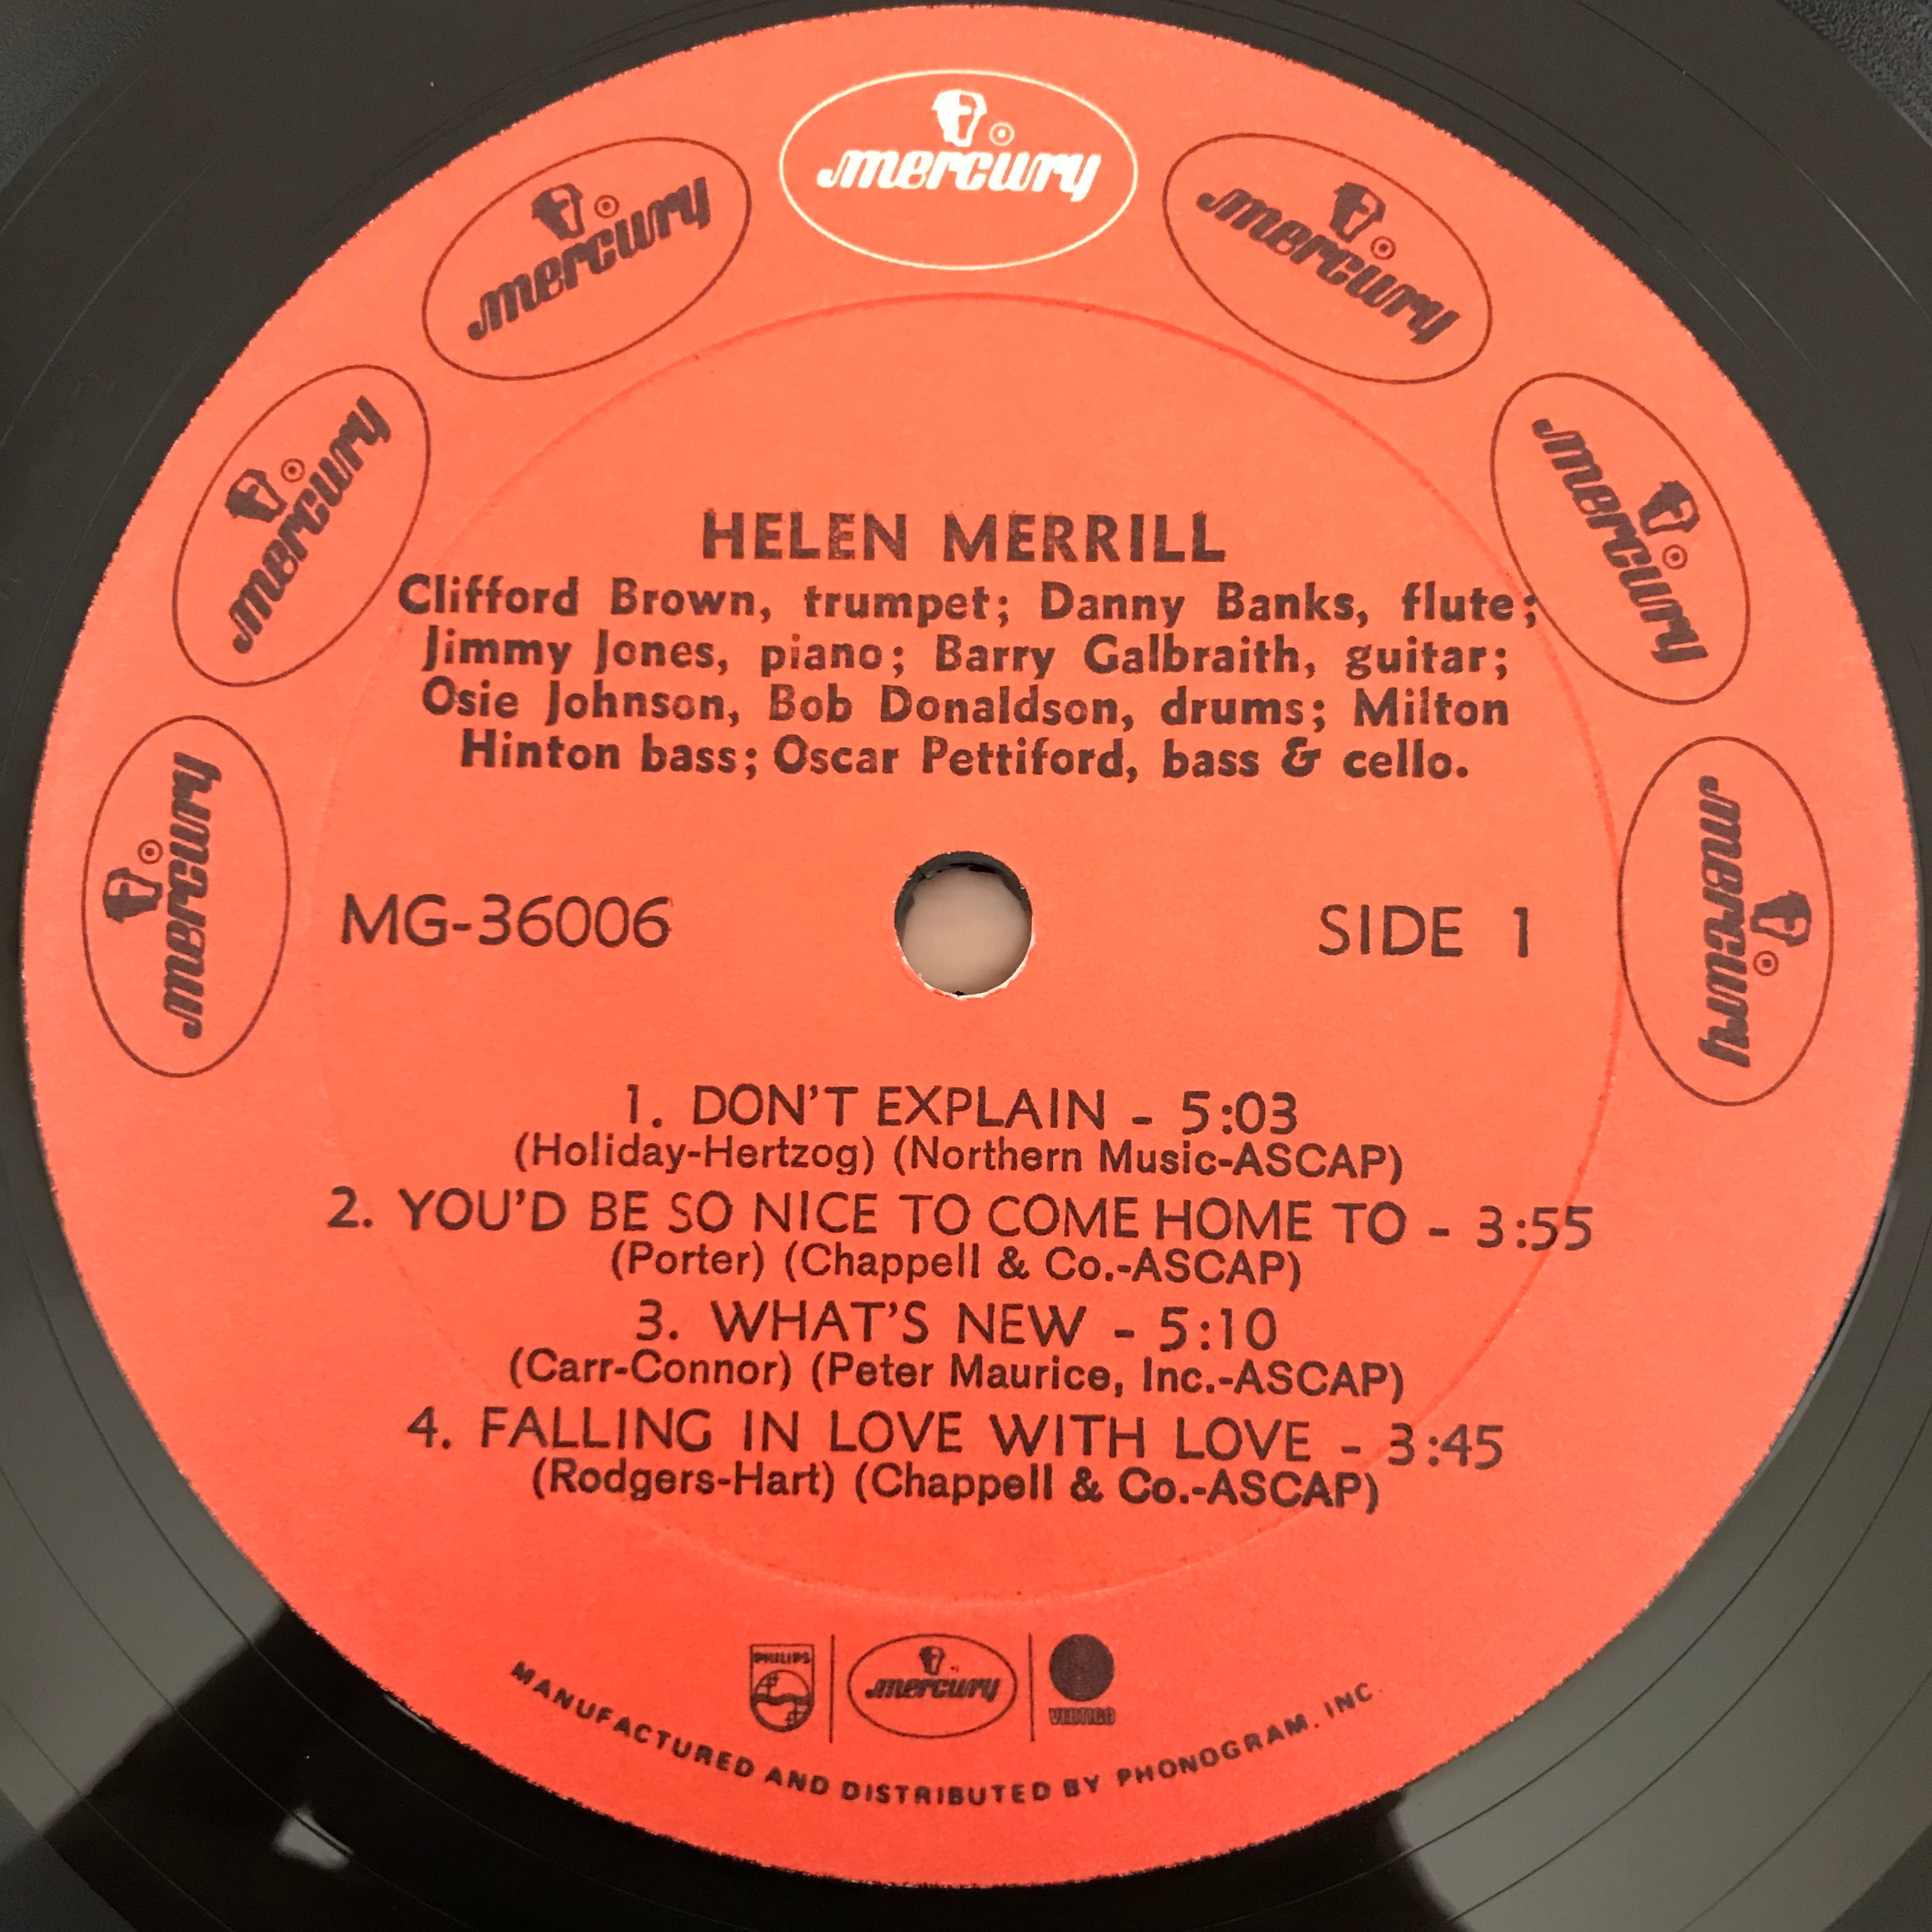 mercury
mercury
mercury
mercury
mercury
mercury
mercury
HELEN MERRILL
Clifford Brown, trumpet; Danny Banks, flute;
Jimmy Jones, piano; Barry Galbraith, guitar;
Osie Johnson, Bob Donaldson, drums; Milton
Hinton bass; Oscar Pettiford, bass & cello.
MG-36006
SIDE 1
1. DON'T EXPLAIN - 5:03
(Holiday-Hertzog) (Northern Music-ASCAP)
2. YOU'D BE SO NICE TO COME HOME TO - 3:55
(Porter) (Chappell & Co.-ASCAP)
3. WHAT'S NEW - 5:10
(Carr-Connor) (Peter Maurice, Inc.-ASCAP)
4. FALLING IN LOVE WITH LOVE - 3:45
(Rodgers-Hart) (Chappell & Co.-ASCAP)
PHILIPS
mercury
VERTIGO
MANUFACTURED AND DISTRIBUTED BY PHONOGRAM, INC.